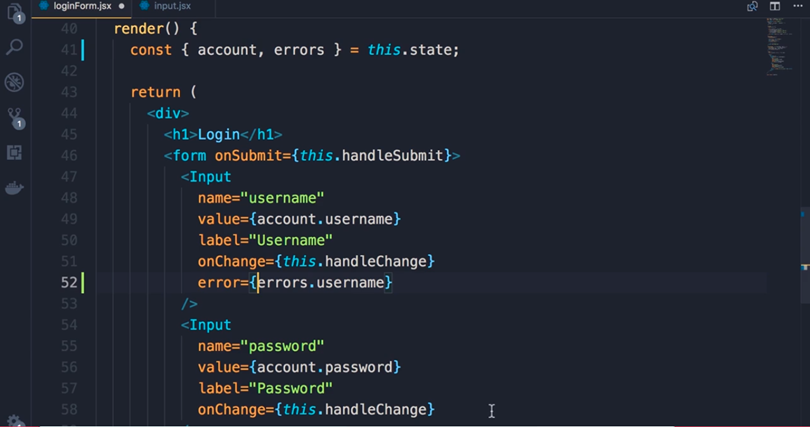 loginForm.jsx input.jsx
40 render() {
41 const { account, errors } = this.state;
42
43 return (
44 <div>
45 <h1>Login</h1>
46 <form onSubmit={this.handleSubmit}>
47 <Input
48 name="username"
49 value={account.username}
50 label="Username"
51 onChange={this.handleChange}
52 error={errors.username}
53 />
54 <Input
55 name="password"
56 value={account.password}
57 label="Password"
58 onChange={this.handleChange}
1
1